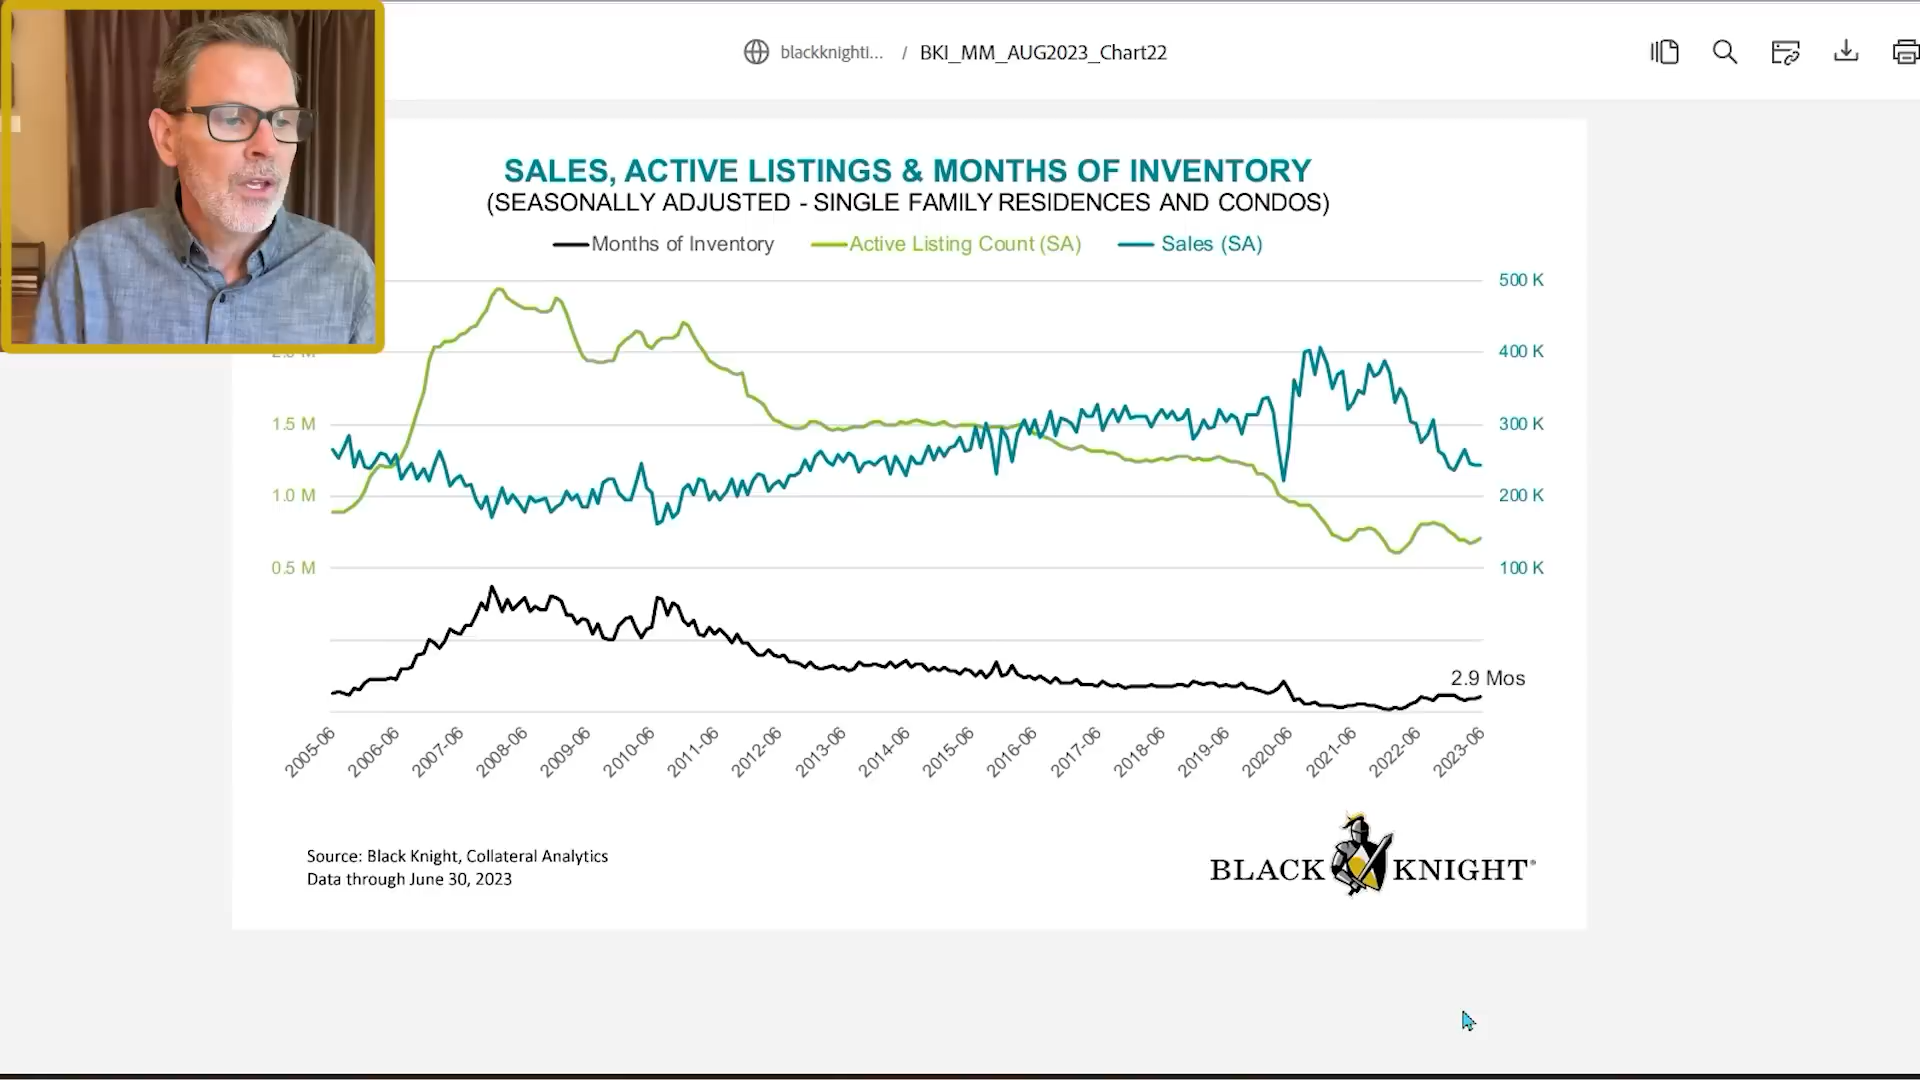 blackknighti... / BKI_MM_AUG2023_Chart22
SALES, ACTIVE LISTINGS & MONTHS OF INVENTORY
(SEASONALLY ADJUSTED - SINGLE FAMILY RESIDENCES AND CONDOS)
Months of Inventory Active Listing Count (SA) Sales (SA)
500 K
400 K
1.5 M 300 K
1.0 M 200 K
0.5 M 100 K
2.9 Mos
2005-06 2006-06 2007-06 2008-06 2009-06 2010-06 2011-06 2012-06 2013-06 2014-06 2015-06 2016-06 2017-06 2018-06 2019-06 2020-06 2021-06 2022-06 2023-06
Source: Black Knight, Collateral Analytics
Data through June 30, 2023
BLACK KNIGHT